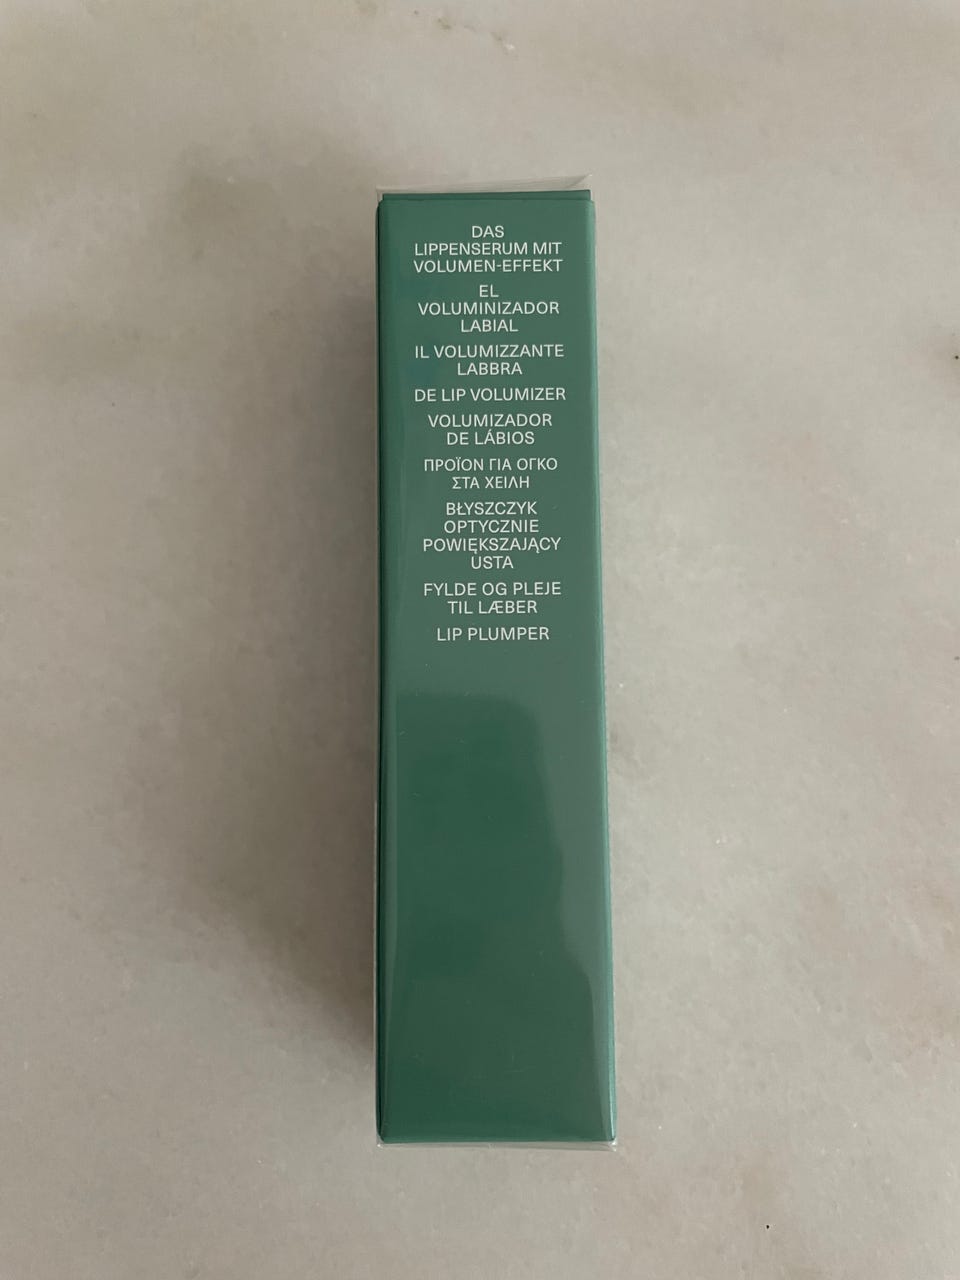 DAS
LIPPENSERUM MIT
VOLUMEN-EFFEKT
EL
VOLUMINIZADOR
LABIAL
IL VOLUMIZZANTE
LABBRA
DE LIP VOLUMIZER
VOLUMIZADOR
DE LÁBIOS
ΠΡΟΪΟΝ ΓΙΑ ΟΓΚΟ
ΣΤΑ ΧΕΙΛΗ
BŁYSZCZYK
OPTYCZNIE
POWIĘKSZAJĄCY
USTA
FYLDE OG PLEJE
TIL LÆBER
LIP PLUMPER